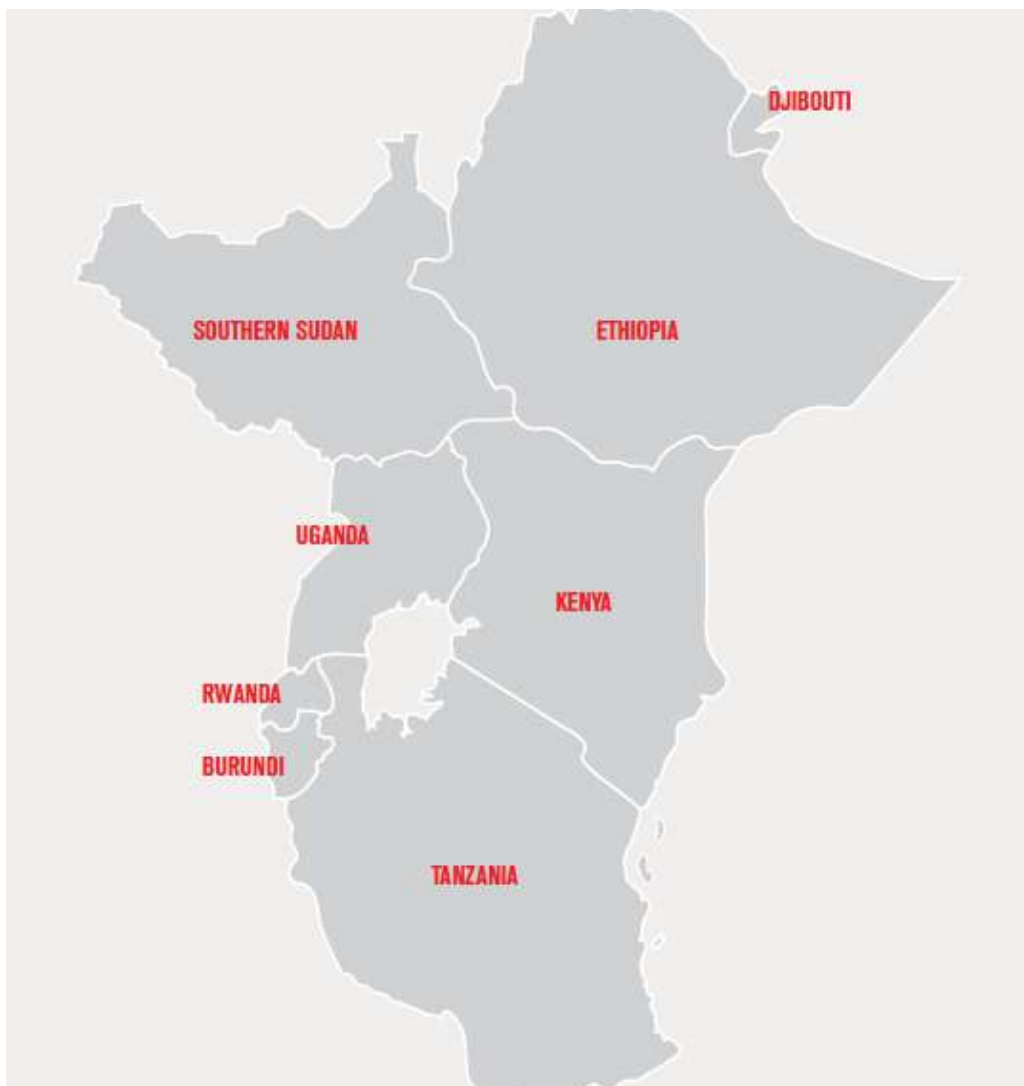 DJIBOUTI
SOUTHERN SUDAN
ETHIOPIA
UGANDA
KENYA
RWANDA
BURUNDI
TANZANIA